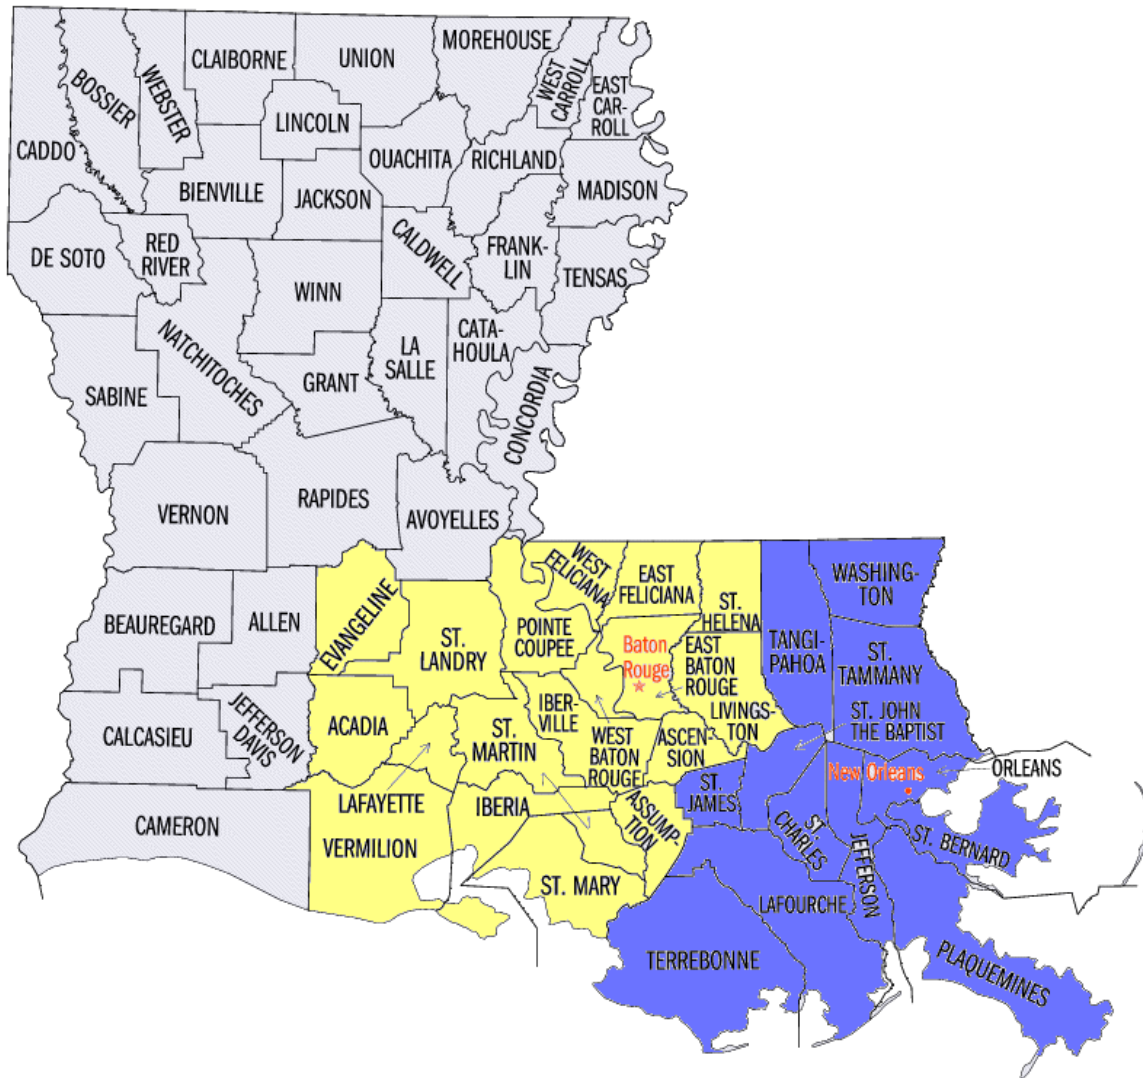 MOREHOUSE
CLAIBORNE
UNION
WEST
CARROLL
EAST
CAR-
ROLL
BOSSIER
WEBSTER
LINCOLN
CADDO
OUACHITA
RICHLAND
MADISON
BIENVILLE
JACKSON
DE SOTO
RED
RIVER
CALDWELL
FRANK-
LIN
TENSAS
WINN
NATCHITOCHES
LA
SALLE
CATA-
HOULA
SABINE
GRANT
CONCORDIA
VERNON
RAPIDES
AVOYELLES
WEST
FELICIANA
EAST
FELICIANA
ST.
HELENA
WASHING-
TON
BEAUREGARD
ALLEN
EVANGELINE
ST.
LANDRY
POINTE
COUPEE
Baton
Rouge
EAST
BATON
ROUGE
TANGI-
PAHOA
ST.
TAMMANY
CALCASIEU
JEFFERSON
DAVIS
ACADIA
ST.
MARTIN
IBER-
VILLE
WEST
BATON
ROUGE
ASCEN-
SION
LIVINGS-
TON
ST. JOHN
THE BAPTIST
New Orleans
ORLEANS
CAMERON
LAFAYETTE
VERMILION
IBERIA
ASSUMP-
TION
ST.
JAMES
ST.
CHARLES
JEFFERSON
ST. BERNARD
ST. MARY
LAFOURCHE
TERREBONNE
PLAQUEMINES